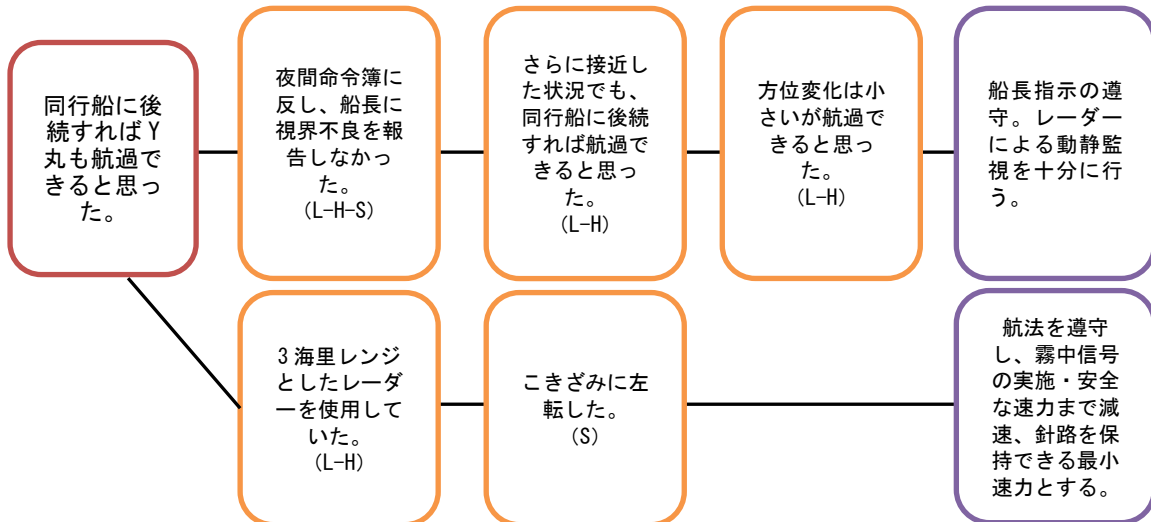 同行船に後
続すればY
丸も航過で
きると思っ
た。
夜間命令簿に
反し、船長に
視界不良を報
告しなかっ
た。
(L-H-S)
さらに接近し
た状況でも、
同行船に後続
すれば航過で
きると思っ
た。
(L-H)
方位変化は小
さいが航過で
きると思っ
た。
(L-H)
船長指示の遵
守。レーダー
による動静監
視を十分に行
う。
3海里レンジ
としたレーダ
ーを使用して
いた。
(L-H)
こきざみに左
転した。
(S)
航法を遵守
し、霧中信号
の実施・安全
な速力まで減
速、針路を保
持できる最小
速力とする。